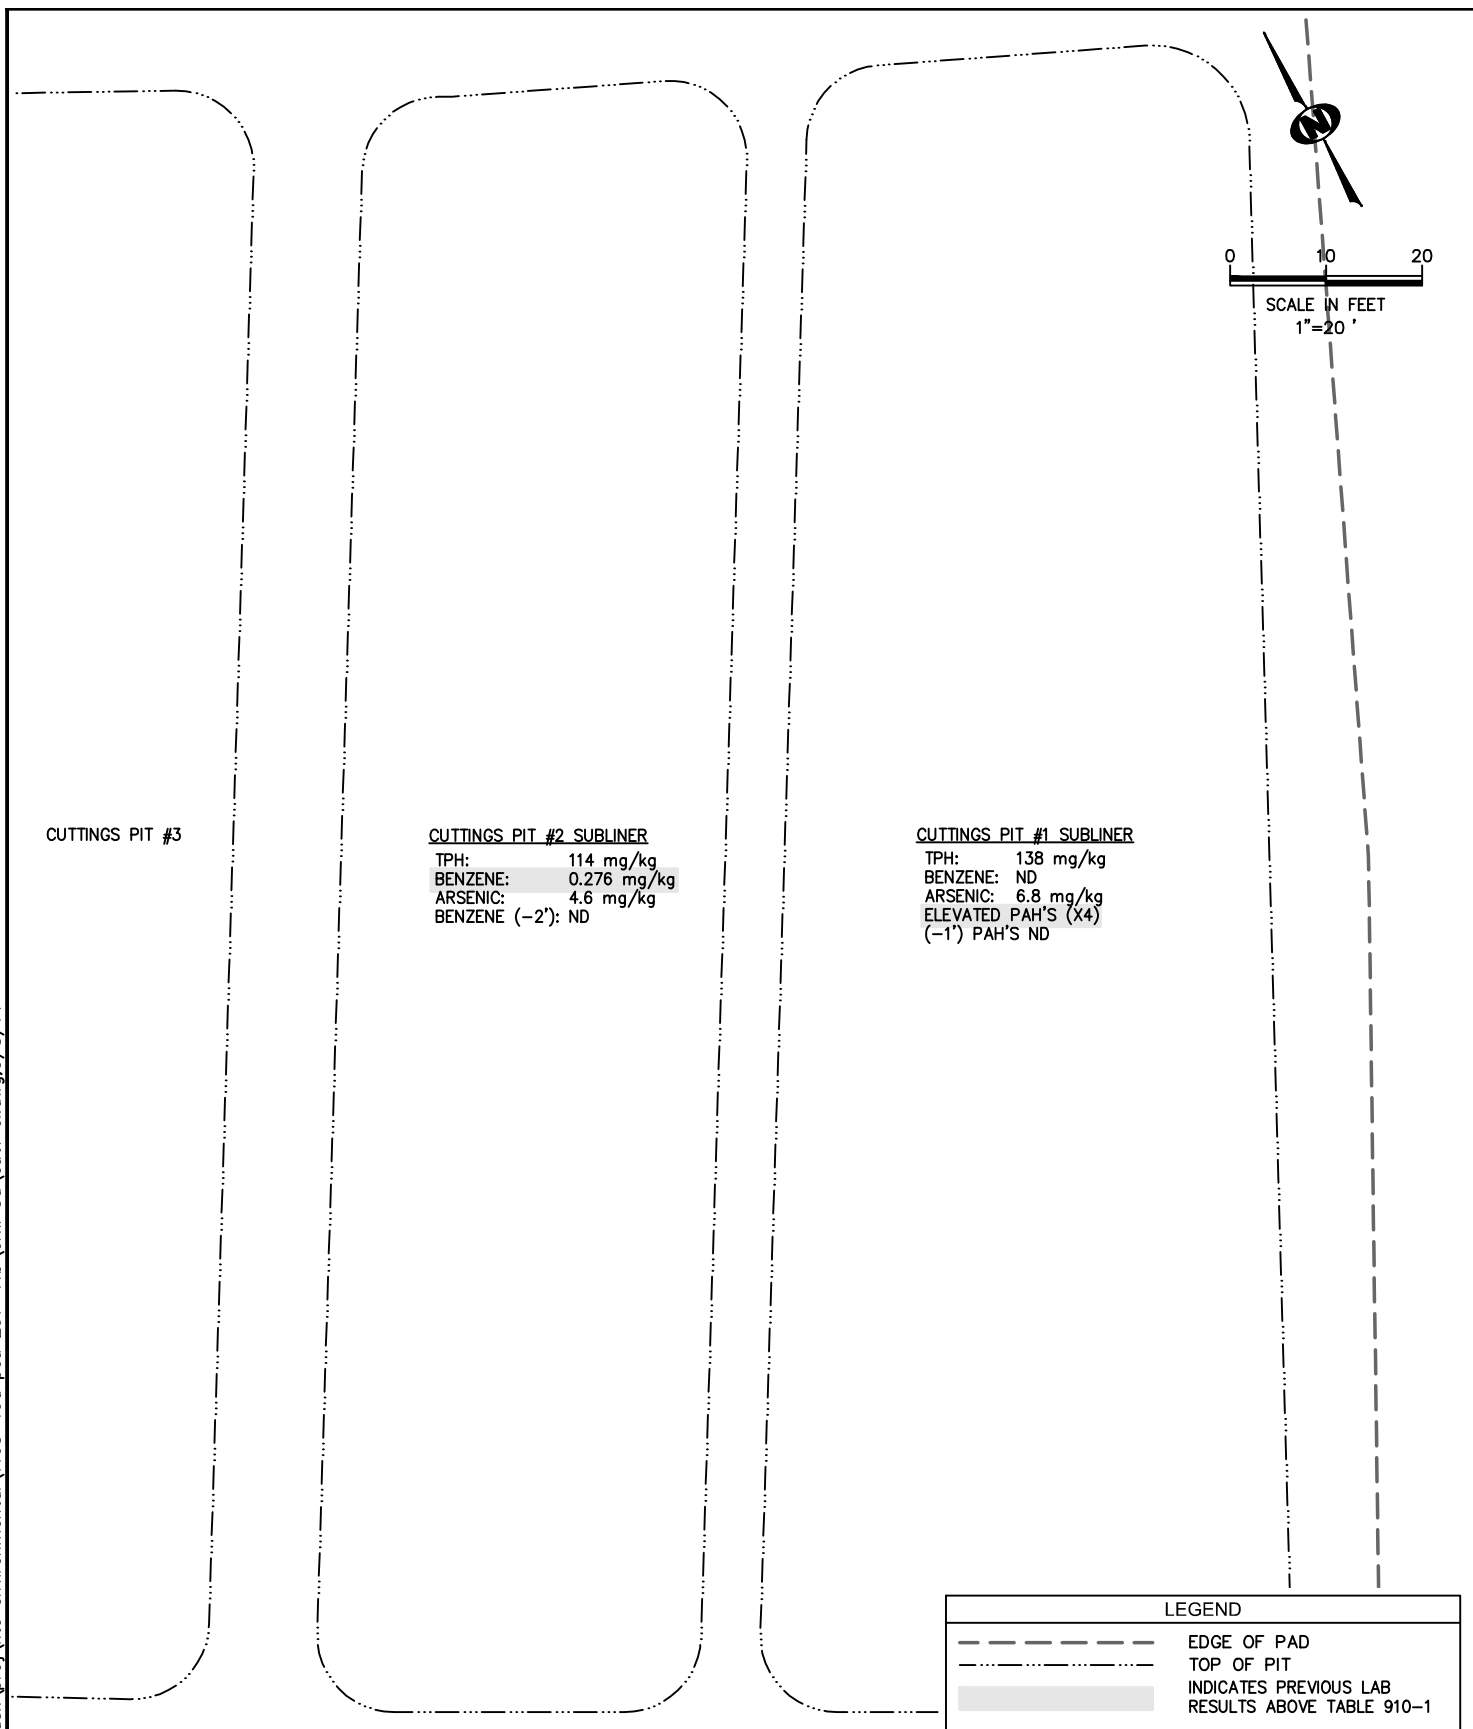 N
0 10 20
SCALE IN FEET
1"=20 '
CUTTINGS PIT #3
CUTTINGS PIT #2 SUBLINER
TPH: 114 mg/kg
BENZENE: 0.276 mg/kg
ARSENIC: 4.6 mg/kg
BENZENE (-2'): ND
CUTTINGS PIT #1 SUBLINER
TPH: 138 mg/kg
BENZENE: ND
ARSENIC: 6.8 mg/kg
ELEVATED PAH'S (X4)
(-1') PAH'S ND
LEGEND
EDGE OF PAD
TOP OF PIT
INDICATES PREVIOUS LAB
RESULTS ABOVE TABLE 910-1